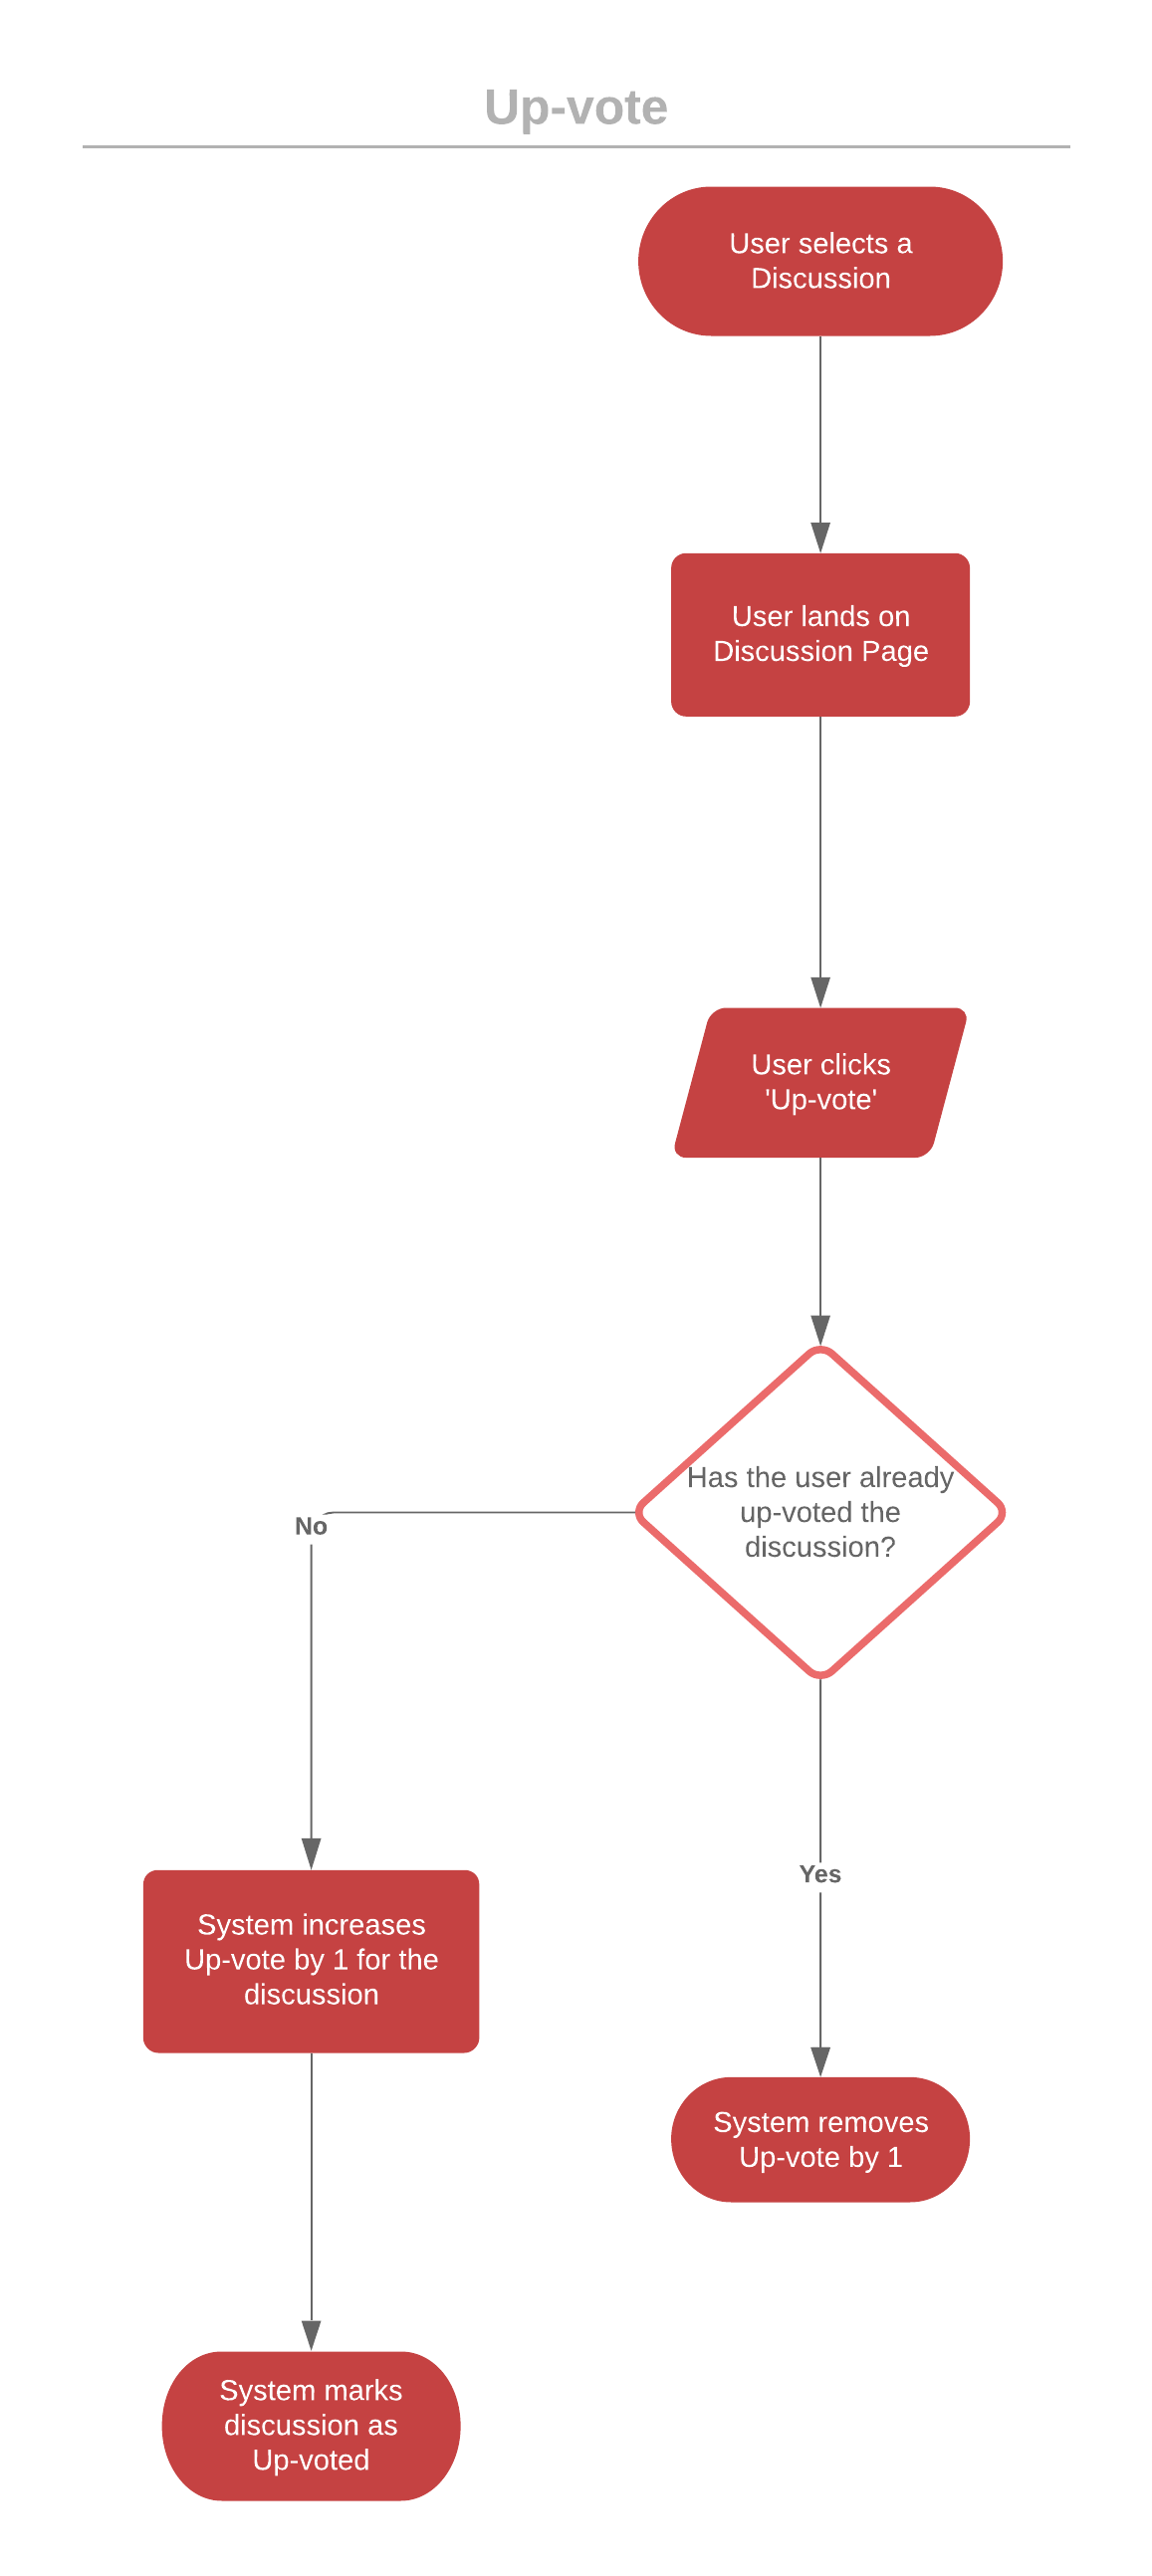 Up-vote
User selects a
Discussion
User lands on
Discussion Page
User clicks
'Up-vote'
Has the user already
up-voted the
discussion?
No
Yes
System increases
Up-vote by 1 for the
discussion
System removes
Up-vote by 1
System marks
discussion as
Up-voted